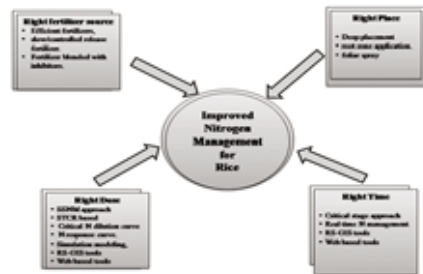 Right fertilizer source
• Efficient fertilizers,
• slow/controlled release
fertilizer
• Fertilizer blended with
inhibitors.
Right Place
• Deep placement
• root zone application.
• foliar spray
Improved
Nitrogen
Management
for
Rice
Right Dose
• SSNM approach
• STCR based
• Critical N dilution curve
• N response curve.
• Simulation modeling,
• RS-GIS tools
• Web based tools
Right Time
• Critical stage approach
• Real time N management
• RS-GIS tools
• Web based tools